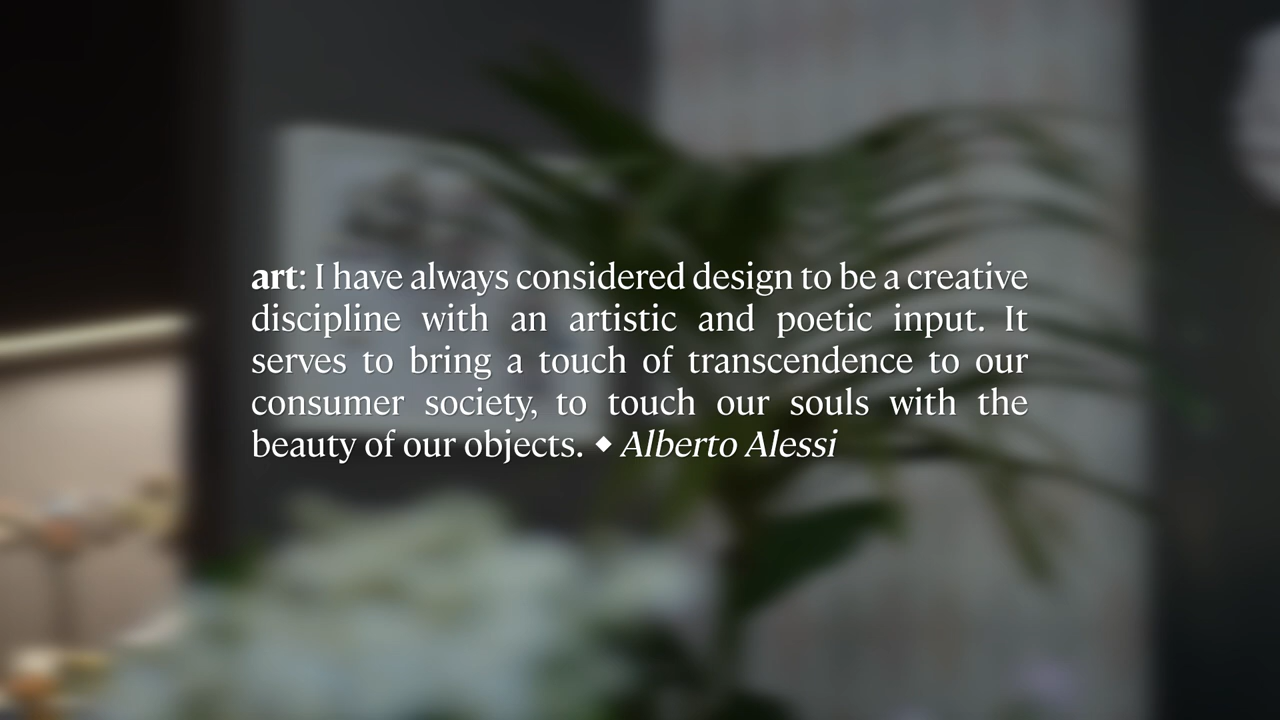 art: I have always considered design to be a creative
discipline with an artistic and poetic input. It
serves to bring a touch of transcendence to our
consumer society, to touch our souls with the
beauty of our objects. ◆ Alberto Alessi